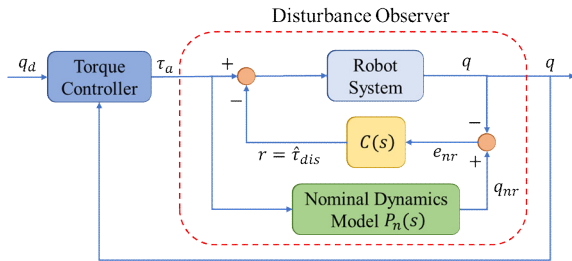 Disturbance Observer
q_d
Torque
Controller
τ_a
+
−
Robot
System
q
q
C(s)
−
+
e_nr
r = τ̂_dis
q_nr
Nominal Dynamics
Model P_n(s)